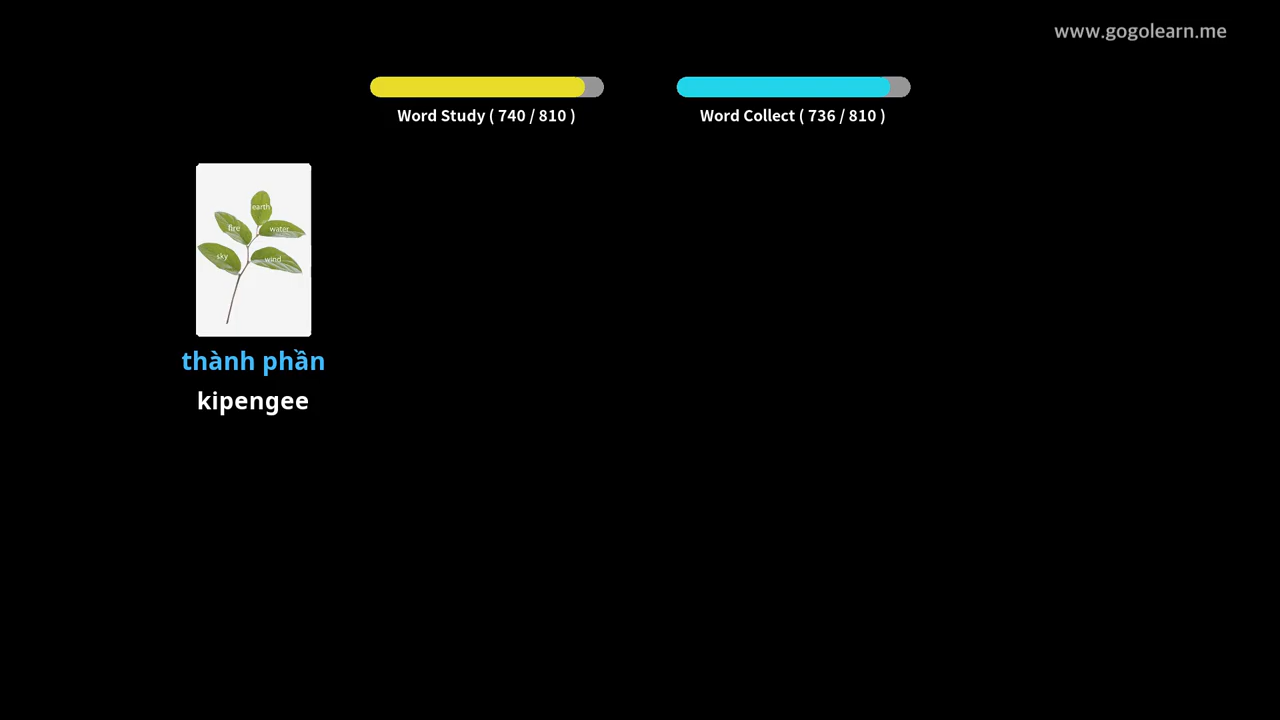 www.gogolearn.me
Word Study ( 740 / 810 )
Word Collect ( 736 / 810 )
earth
fire
water
sky
wind
thành phần
kipengee